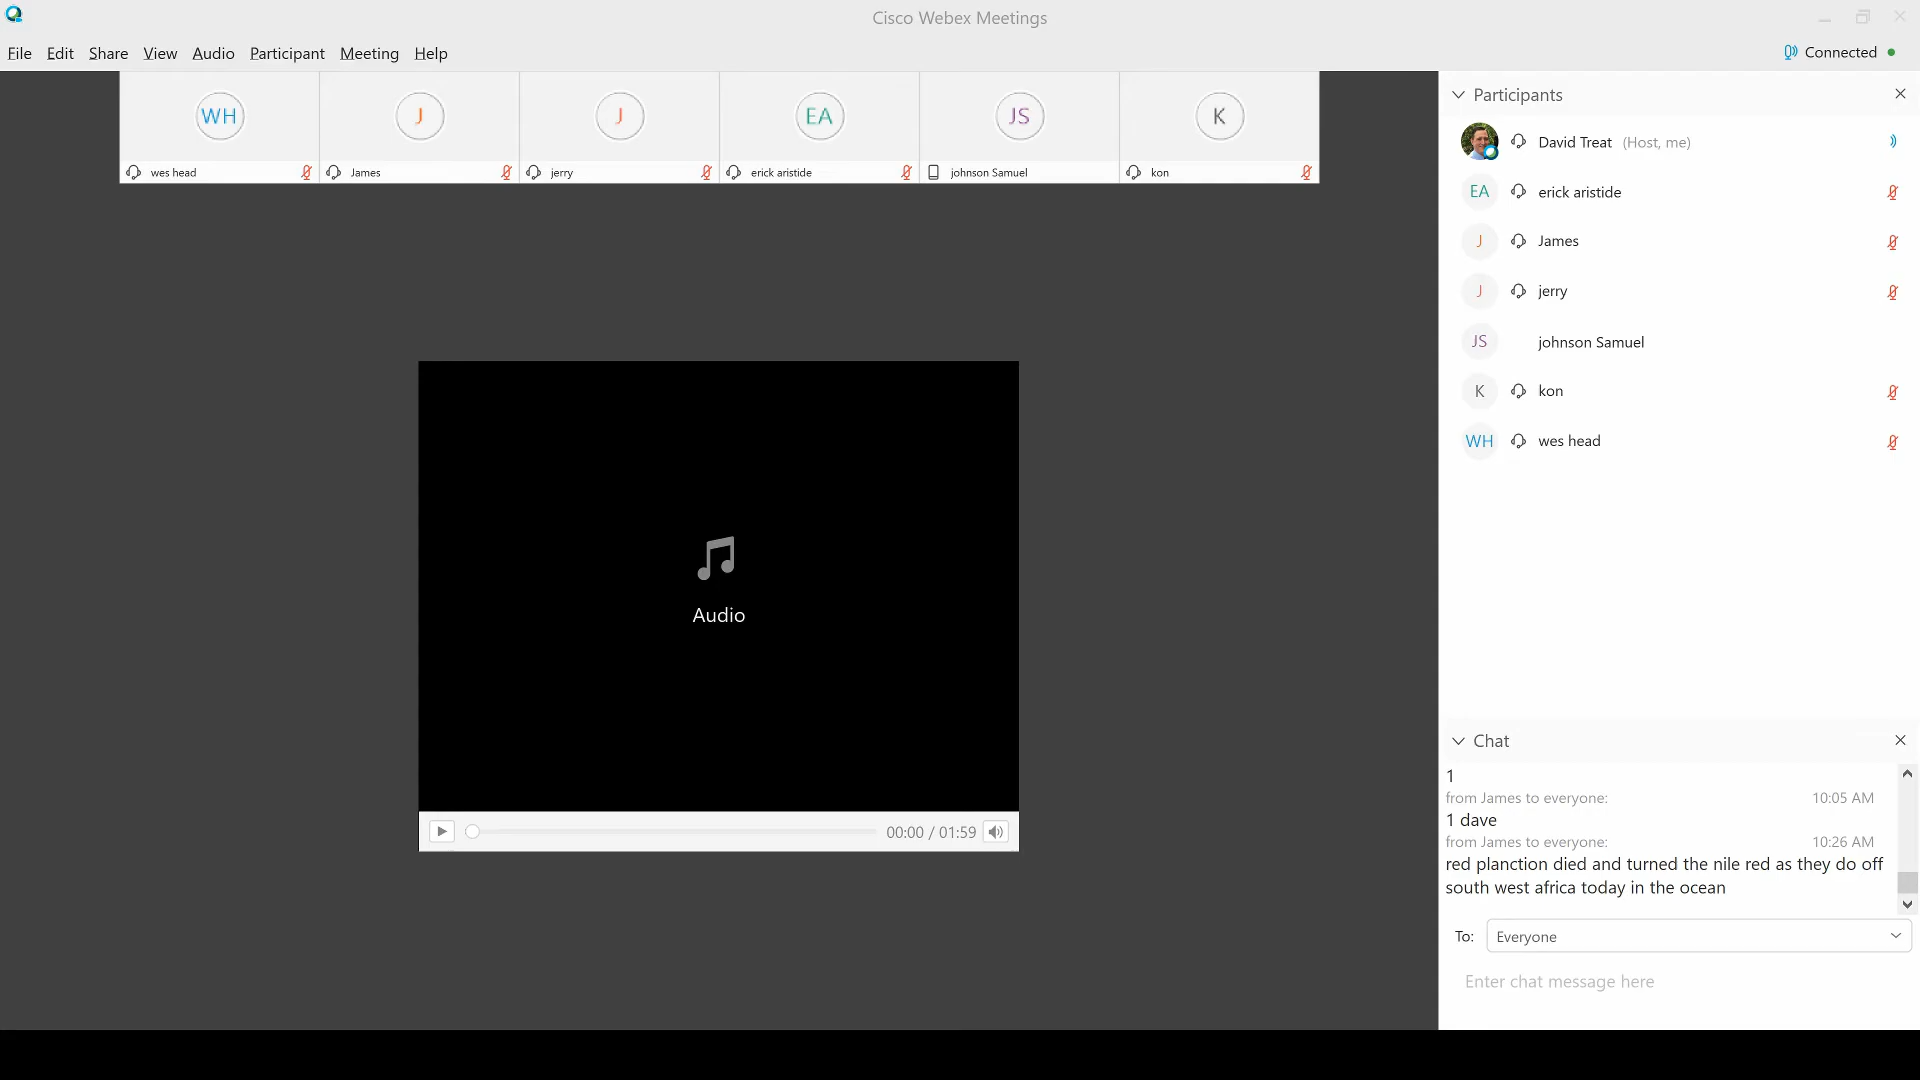 Cisco Webex Meetings
File Edit Share View Audio Participant Meeting Help
Connected
WH
J
J
EA
JS
K
wes head
James
jerry
erick aristide
johnson Samuel
kon
Audio
00:00 / 01:59
Participants
David Treat (Host, me)
EA erick aristide
J James
J jerry
JS johnson Samuel
K kon
WH wes head
Chat
1
from James to everyone: 10:05 AM
1 dave
from James to everyone: 10:26 AM
red planction died and turned the nile red as they do off
south west africa today in the ocean
To: Everyone
Enter chat message here